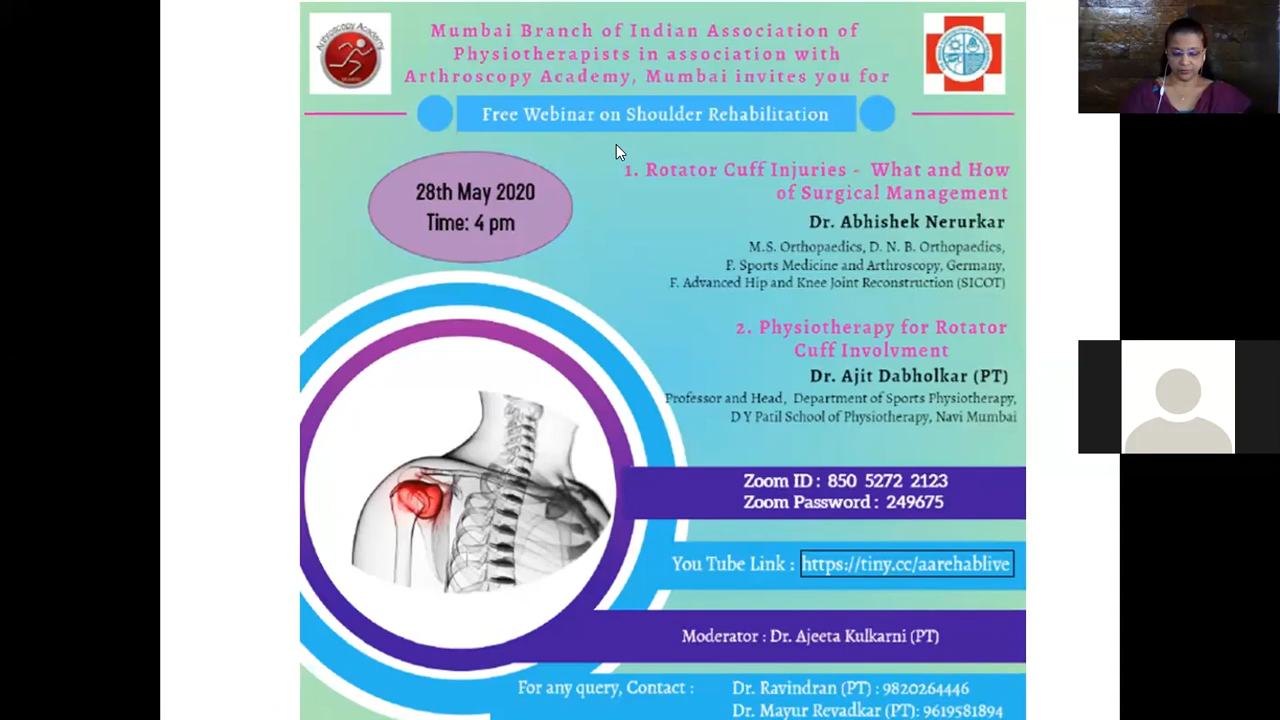 Mumbai Branch of Indian Association of
Physiotherapists in association with
Arthroscopy Academy, Mumbai invites you for
Arthroscopy Academy
Free Webinar on Shoulder Rehabilitation
28th May 2020
Time: 4 pm
1. Rotator Cuff Injuries - What and How
of Surgical Management
Dr. Abhishek Nerurkar
M.S. Orthopaedics, D. N. B. Orthopaedics,
F. Sports Medicine and Arthroscopy, Germany,
F. Advanced Hip and Knee Joint Reconstruction (SICOT)
2. Physiotherapy for Rotator
Cuff Involvment
Dr. Ajit Dabholkar (PT)
Professor and Head, Department of Sports Physiotherapy,
D Y Patil School of Physiotherapy, Navi Mumbai
Zoom ID : 850 5272 2123
Zoom Password : 249675
You Tube Link : https://tiny.cc/aarehablive
Moderator : Dr. Ajeeta Kulkarni (PT)
For any query, Contact : Dr. Ravindran (PT) : 9820264446
Dr. Mayur Revadkar (PT): 9619581894